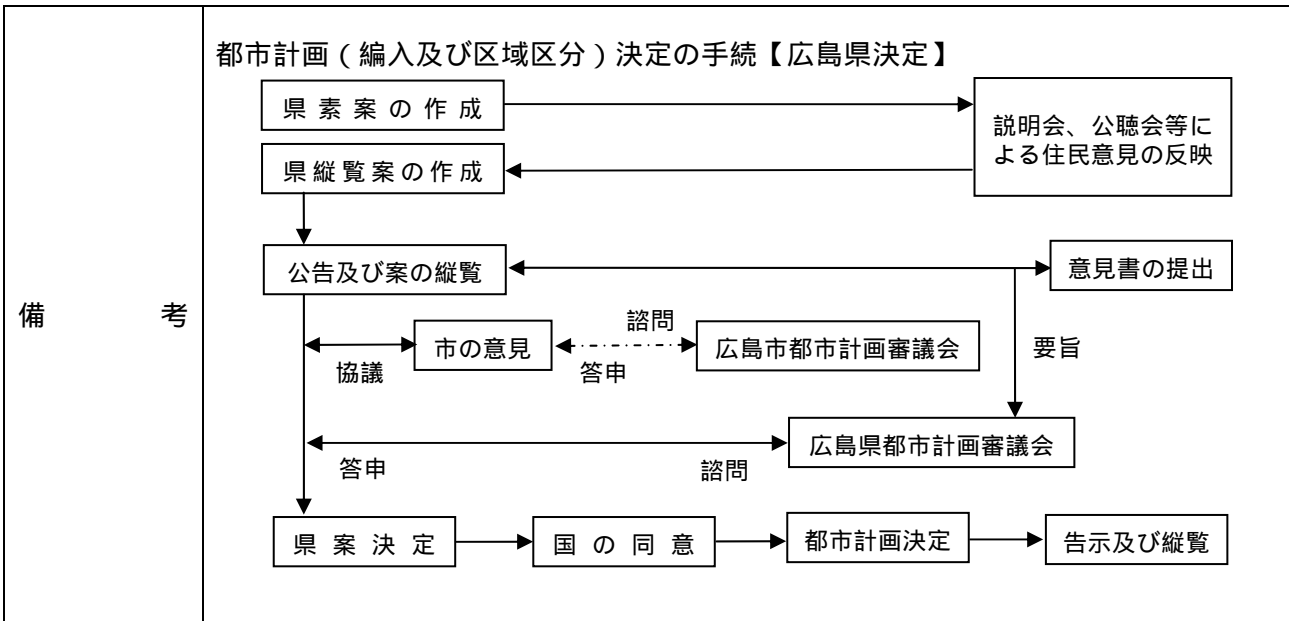 備考
都市計画（編入及び区域区分）決定の手続【広島県決定】
県素案の作成
説明会、公聴会等に
よる住民意見の反映
県縦覧案の作成
公告及び案の縦覧
意見書の提出
諮問
市の意見
広島市都市計画審議会
要旨
協議
答申
広島県都市計画審議会
答申
諮問
県案決定
国の同意
都市計画決定
告示及び縦覧